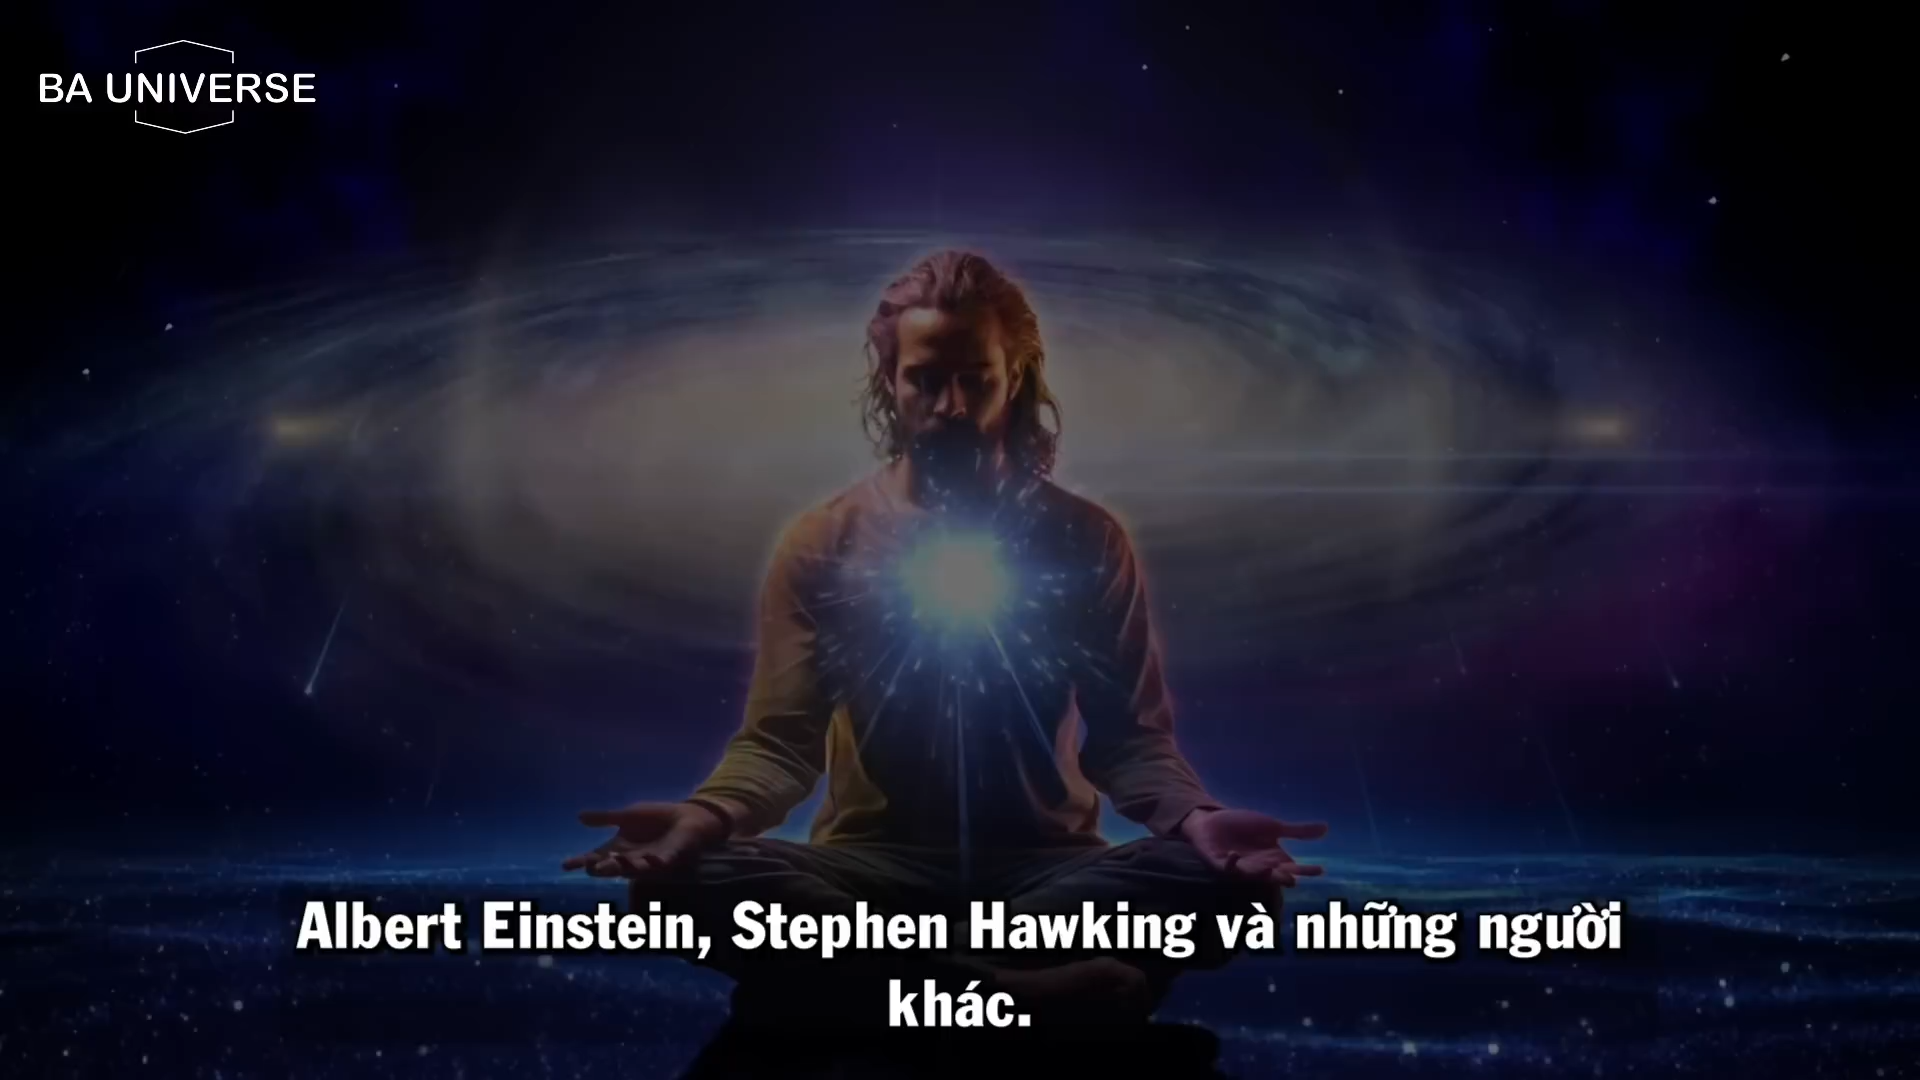 BA UNIVERSE
Albert Einstein, Stephen Hawking và những người
khác.